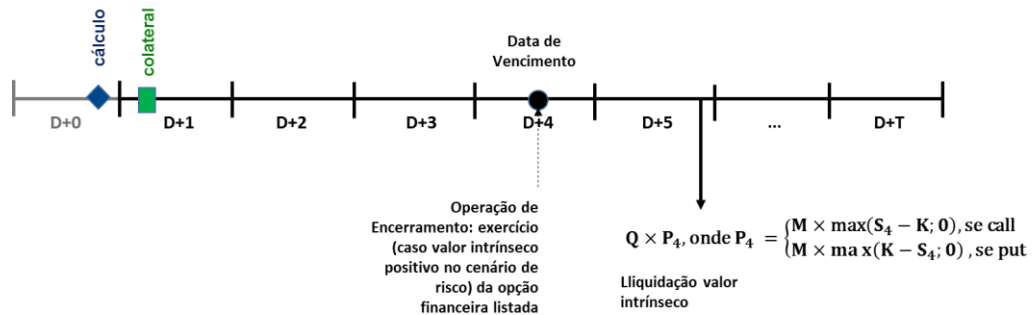 cálculo
colateral
Data de
Vencimento
D+0
D+1
D+2
D+3
D+4
D+5
...
D+T
Operação de
Encerramento: exercício
(caso valor intrínseco
positivo no cenário de
risco) da opção
financeira listada
Q × P₄, onde P₄ = { M × max(S₄ − K; 0), se call
M × ma x(K − S₄; 0) , se put
Lliquidação valor
intrínseco